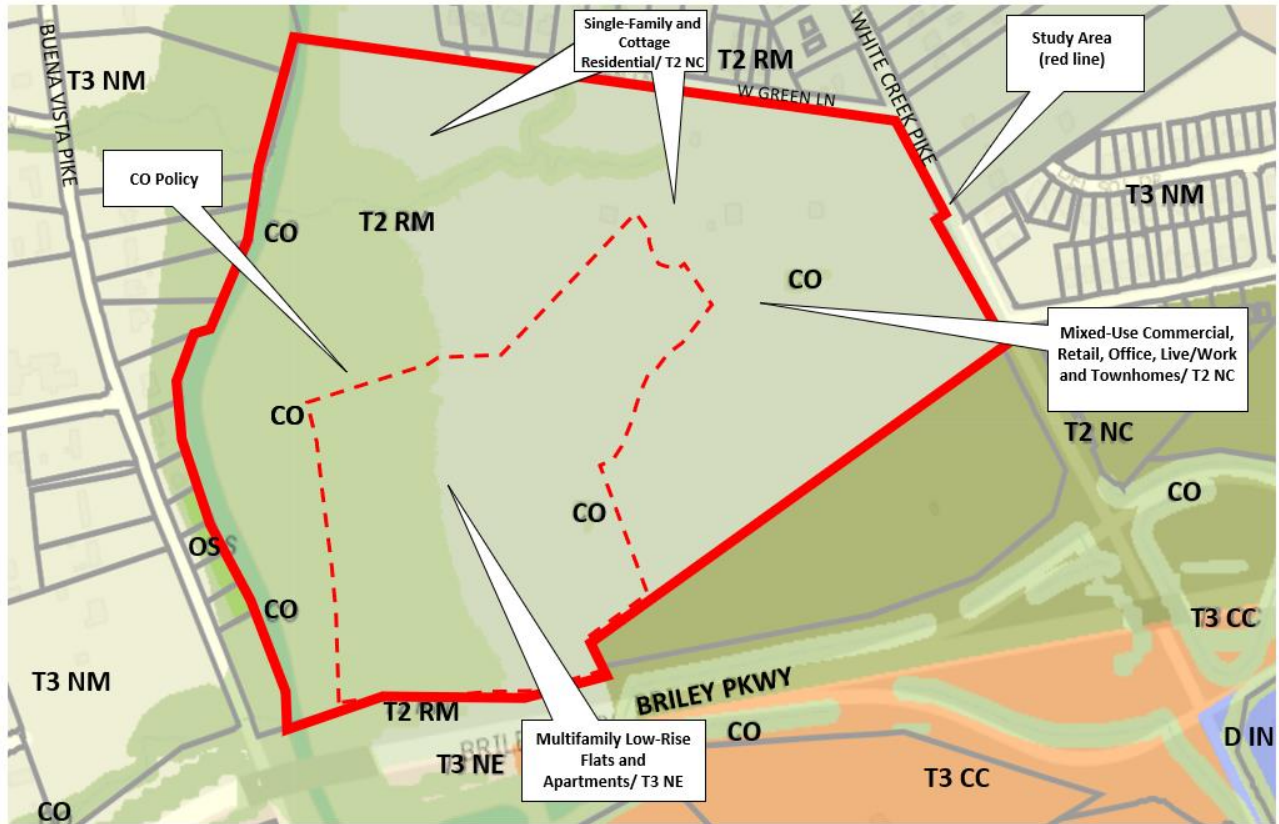 BUENA VISTA PIKE
T3 NM
Single-Family and
Cottage
Residential/ T2 NC
T2 RM
W GREEN LN
WHITE CREEK PIKE
Study Area
(red line)
CO Policy
CO
T2 RM
DEL SOL DR
T3 NM
CO
Mixed-Use Commercial,
Retail, Office, Live/Work
and Townhomes/ T2 NC
CO
T2 NC
CO
CO
OS
CO
T3 CC
T3 NM
BRILEY PKWY
T2 RM
CO
Multifamily Low-Rise
Flats and
Apartments/ T3 NE
T3 NE
T3 CC
D IN
CO